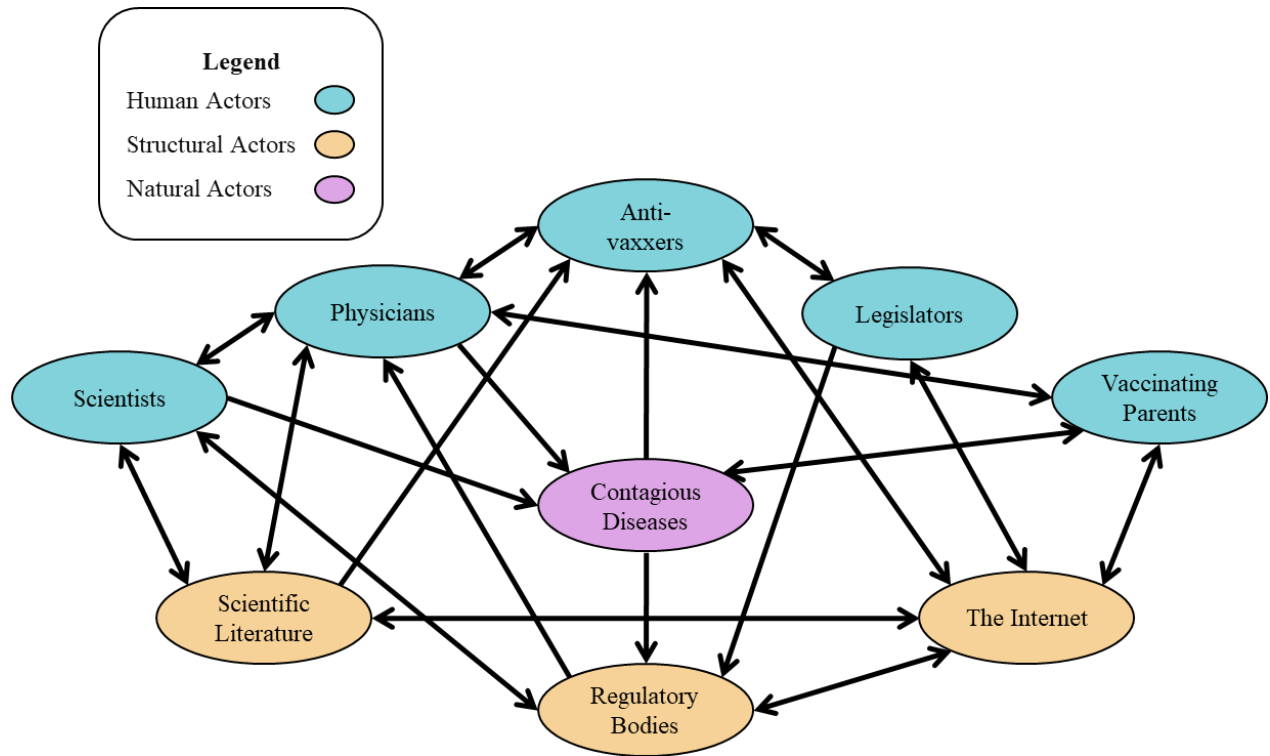 Legend
Human Actors
Structural Actors
Natural Actors
Anti-
vaxxers
Physicians
Legislators
Scientists
Vaccinating
Parents
Contagious
Diseases
Scientific
Literature
The Internet
Regulatory
Bodies